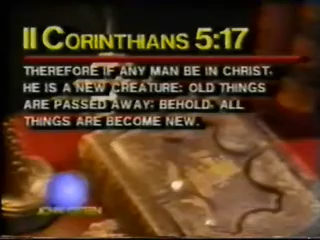 II CORINTHIANS 5:17
THEREFORE IF ANY MAN BE IN CHRIST,
HE IS A NEW CREATURE: OLD THINGS
ARE PASSED AWAY; BEHOLD, ALL
THINGS ARE BECOME NEW.